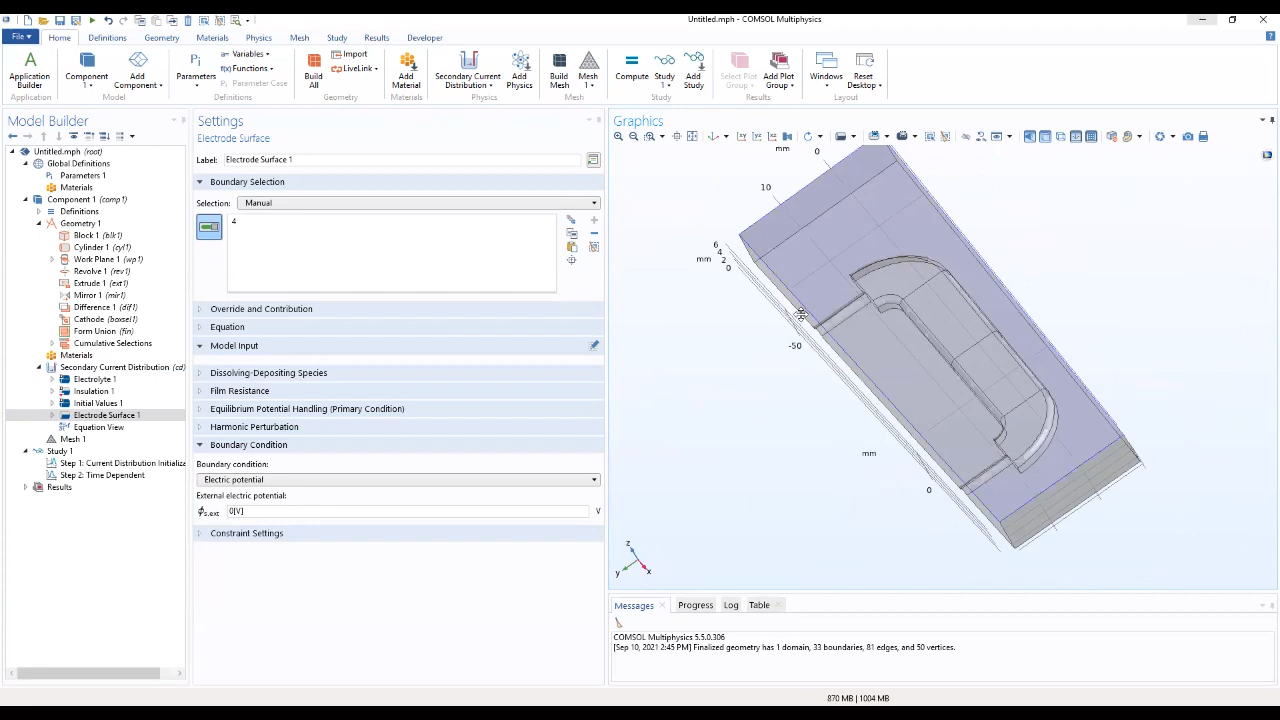 Untitled.mph - COMSOL Multiphysics
File Home Definitions Geometry Materials Physics Mesh Study Results Developer
Application Builder
Component 1
Add Component
Parameters
Variables
Functions
Parameter Case
Build All
Import
LiveLink
Add Material
Secondary Current Distribution
Add Physics
Build Mesh
Mesh 1
Compute
Study 1
Add Study
Select Plot Group
Add Plot Group
Windows
Reset Desktop
Application Model Definitions Geometry Materials Physics Mesh Study Results Layout
Model Builder
Untitled.mph (root)
Global Definitions
Parameters 1
Materials
Component 1 (comp1)
Definitions
Geometry 1
Block 1 (blk1)
Cylinder 1 (cyl1)
Work Plane 1 (wp1)
Revolve 1 (rev1)
Extrude 1 (ext1)
Mirror 1 (mir1)
Difference 1 (dif1)
Cathode (boxsel1)
Form Union (fin)
Cumulative Selections
Materials
Secondary Current Distribution (cd)
Electrolyte 1
Insulation 1
Initial Values 1
Electrode Surface 1
Equation View
Mesh 1
Study 1
Step 1: Current Distribution Initializa
Step 2: Time Dependent
Results
Settings
Electrode Surface
Label: Electrode Surface 1
Boundary Selection
Selection: Manual
4
Override and Contribution
Equation
Model Input
Dissolving-Depositing Species
Film Resistance
Equilibrium Potential Handling (Primary Condition)
Harmonic Perturbation
Boundary Condition
Boundary condition:
Electric potential
External electric potential:
ϕs,ext 0[V] V
Constraint Settings
Graphics
mm 0
10
6
4
mm 2
0
-50
mm
0
z
y x
Messages Progress Log Table
COMSOL Multiphysics 5.5.0.306
[Sep 10, 2021 2:45 PM] Finalized geometry has 1 domain, 33 boundaries, 81 edges, and 50 vertices.
870 MB | 1004 MB